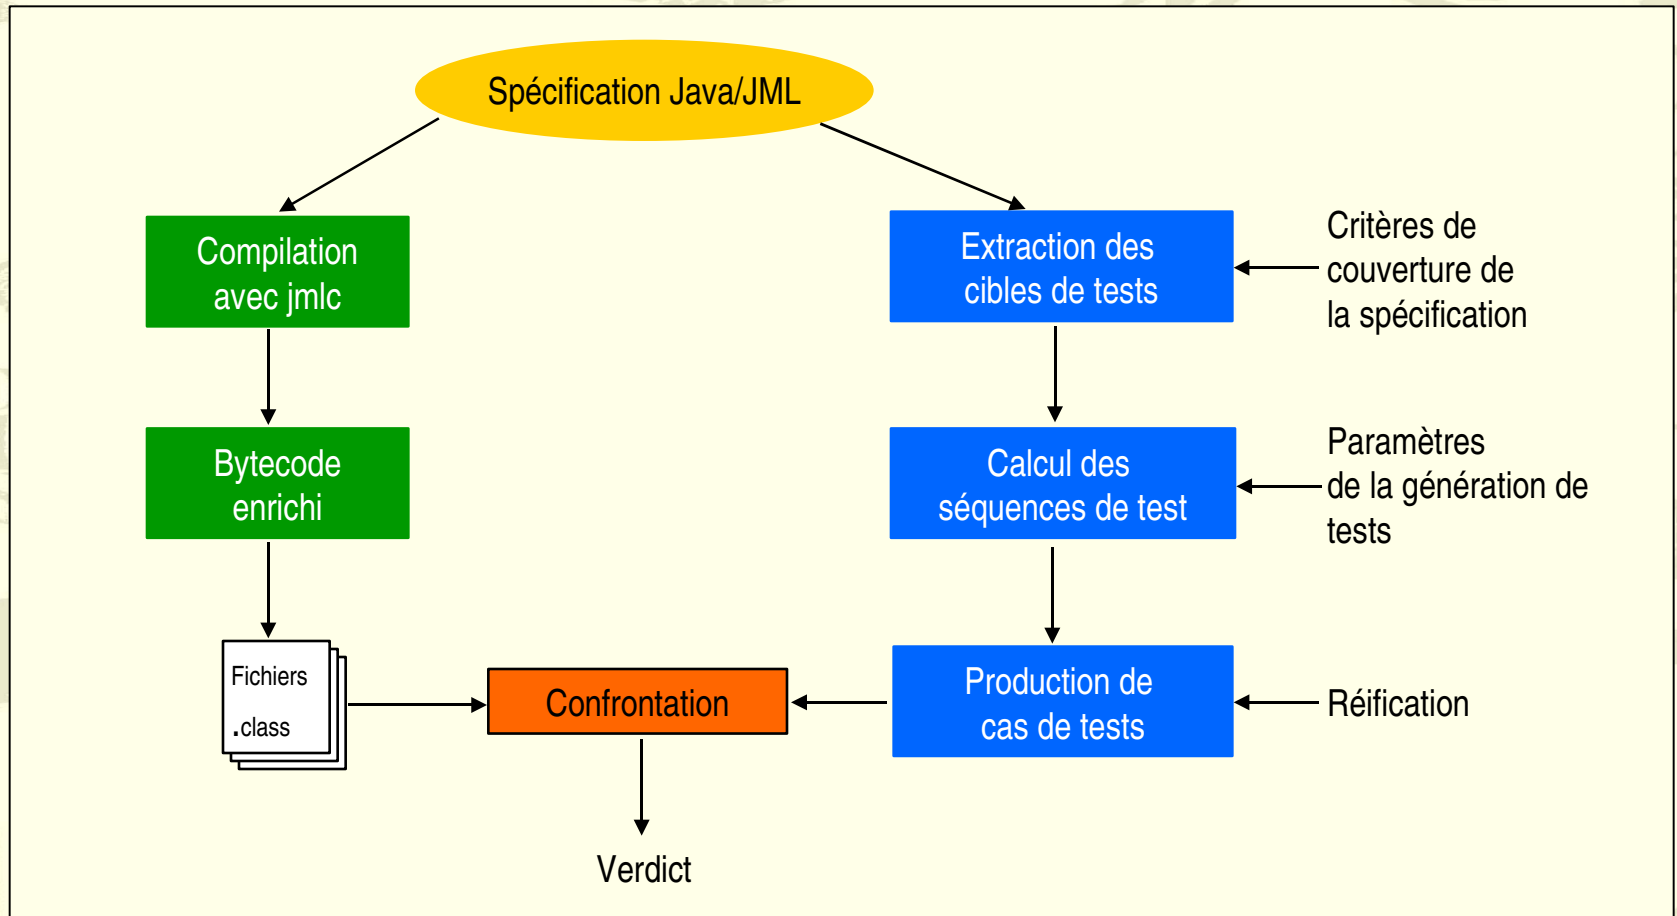 Spécification Java/JML
Compilation
avec jmlc
Extraction des
cibles de tests
Critères de
couverture de
la spécification
Bytecode
enrichi
Calcul des
séquences de test
Paramètres
de la génération de
tests
Fichiers
.class
Confrontation
Production de
cas de tests
Réification
Verdict